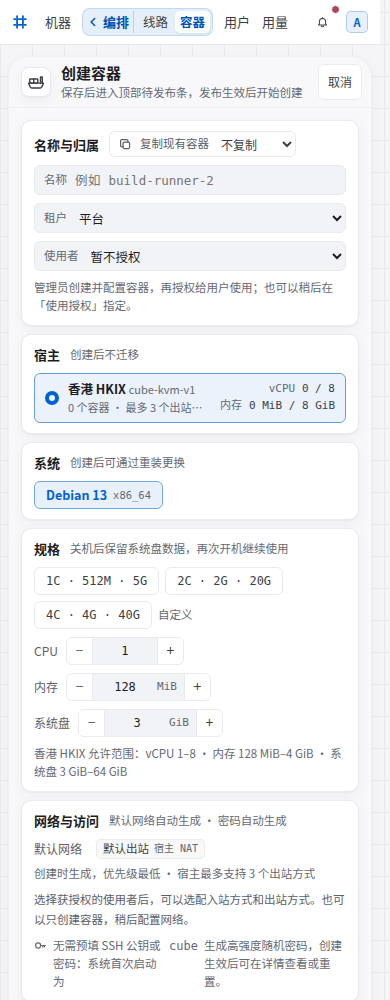 机器 编排 线路 容器 用户 用量 A
创建容器
保存后进入顶部待发布条，发布生效后开始创建
取消
名称与归属 复制现有容器 不复制
名称 例如 build-runner-2
租户 平台
使用者 暂不授权
管理员创建并配置容器，再授权给用户使用；也可以稍后在
「使用授权」指定。
宿主 创建后不迁移
香港 HKIX cube-kvm-v1 vCPU 0 / 8
0 个容器 · 最多 3 个出站… 内存 0 MiB / 8 GiB
系统 创建后可通过重装更换
Debian 13 x86_64
规格 关机后保留系统盘数据，再次开机继续使用
1C · 512M · 5G 2C · 2G · 20G
4C · 4G · 40G 自定义
CPU − 1 +
内存 − 128 MiB +
系统盘 − 3 GiB +
香港 HKIX 允许范围：vCPU 1–8 · 内存 128 MiB–4 GiB · 系
统盘 3 GiB–64 GiB
网络与访问 默认网络自动生成 · 密码自动生成
默认网络 默认出站 宿主 NAT
创建时生成，优先级最低 · 宿主最多支持 3 个出站方式
选择获授权的使用者后，可以选配入站方式和出站方式。也可
以只创建容器，稍后配置网络。
无需预填 SSH 公钥或 cube 生成高强度随机密码，创建
密码：系统首次启动 生效后可在详情查看或重
为 置。